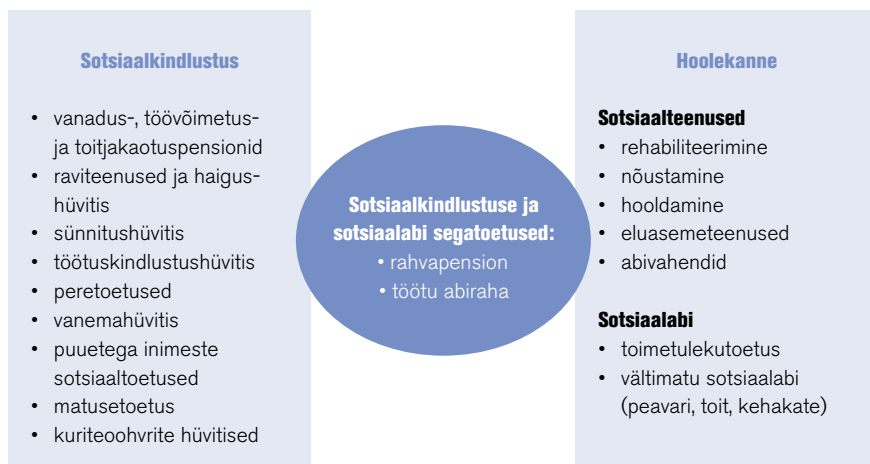 Sotsiaalkindlustus
• vanadus-, töövõimetus-
ja toitjakaotuspensionid
• raviteenused ja haigus-
hüvitis
• sünnitushüvitis
• töötuskindlustushüvitis
• peretoetused
• vanemahüvitis
• puuetega inimeste
sotsiaaltoetused
• matusetoetus
• kuriteoohvrite hüvitised
Sotsiaalkindlustuse ja
sotsiaalabi segatoetused:
• rahvapension
• töötu abiraha
Hoolekanne
Sotsiaalteenused
• rehabiliteerimine
• nõustamine
• hooldamine
• eluasemeteenused
• abivahendid
Sotsiaalabi
• toimetulekutoetus
• vältimatu sotsiaalabi
(peavari, toit, kehakate)